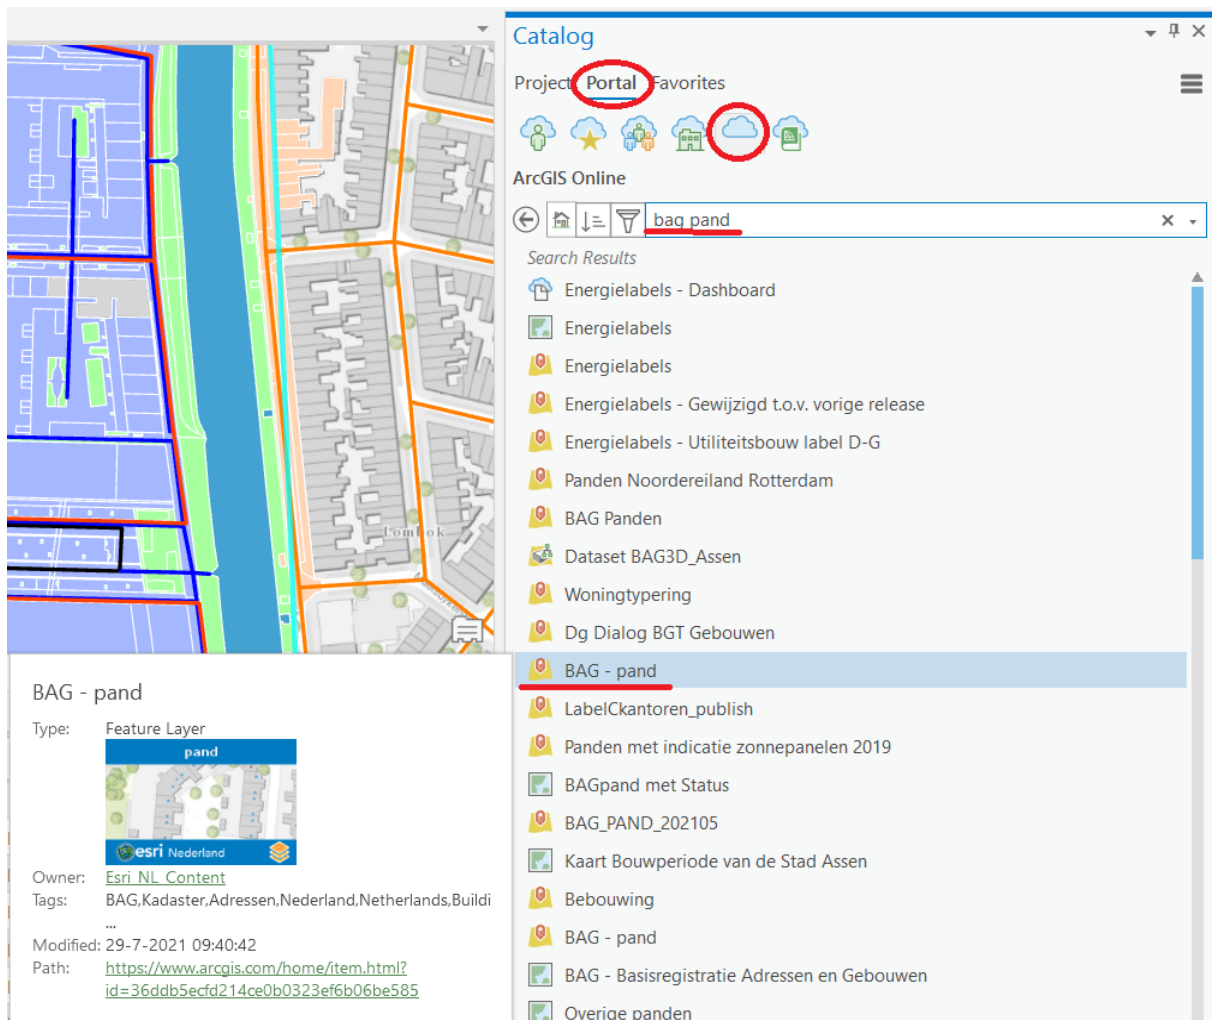 Catalog
Project Portal Favorites
ArcGIS Online
bag pand
Search Results
Energielabels - Dashboard
Energielabels
Energielabels
Energielabels - Gewijzigd t.o.v. vorige release
Energielabels - Utiliteitsbouw label D-G
Panden Noordereiland Rotterdam
BAG Panden
Dataset BAG3D_Assen
Woningtypering
Dg Dialog BGT Gebouwen
BAG - pand
LabelCkantoren_publish
Panden met indicatie zonnepanelen 2019
BAGpand met Status
BAG_PAND_202105
Kaart Bouwperiode van de Stad Assen
Bebouwing
BAG - pand
BAG - Basisregistratie Adressen en Gebouwen
Overige panden
Lombok
BAG - pand
Type: Feature Layer
pand
esri Nederland
Owner: Esri_NL_Content
Tags: BAG,Kadaster,Adressen,Nederland,Netherlands,Buildi
...
Modified: 29-7-2021 09:40:42
Path: https://www.arcgis.com/home/item.html?
id=36ddb5ecfd214ce0b0323ef6b06be585